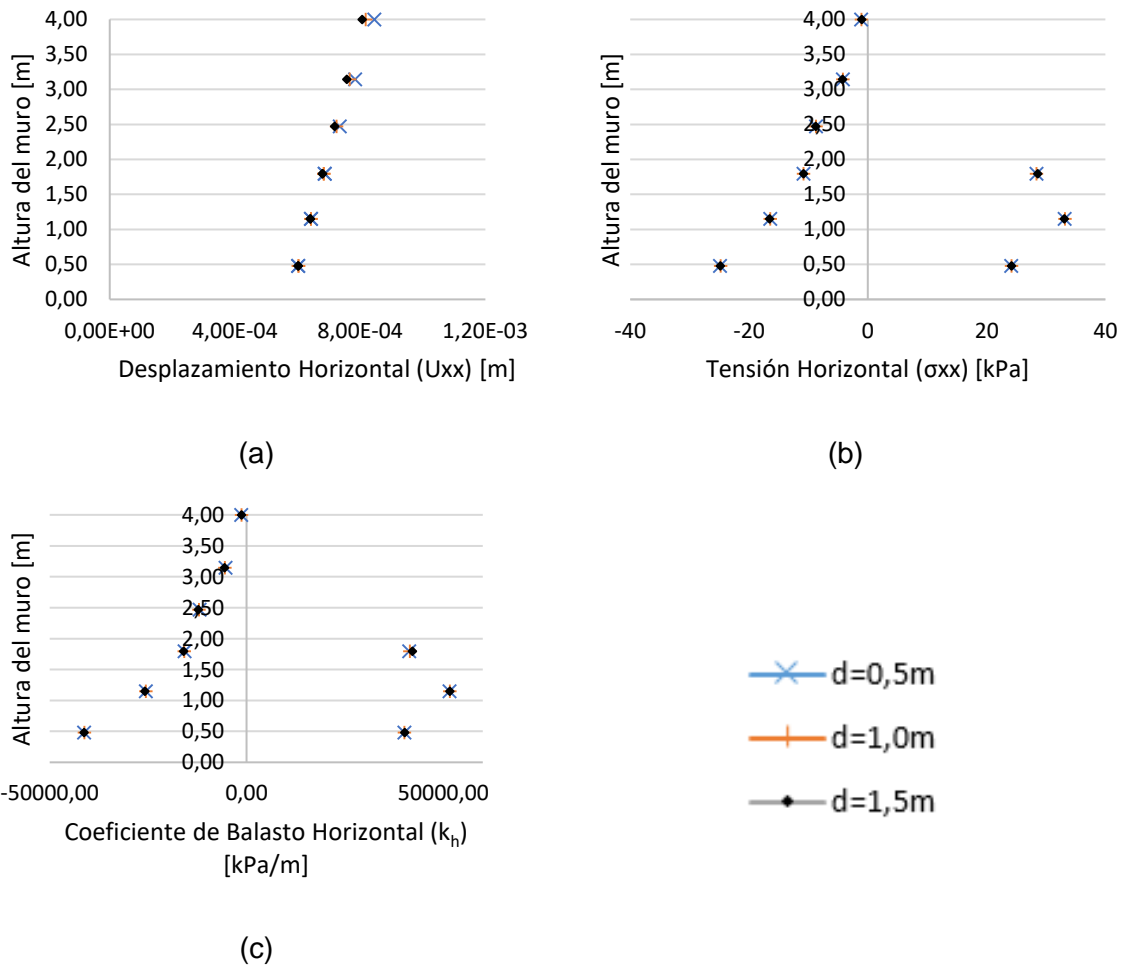 Altura del muro [m]
4,00
3,50
3,00
2,50
2,00
1,50
1,00
0,50
0,00
0,00E+00 4,00E-04 8,00E-04 1,20E-03
Desplazamiento Horizontal (Uxx) [m]
(a)
Altura del muro [m]
4,00
3,50
3,00
2,50
2,00
1,50
1,00
0,50
0,00
-40 -20 0 20 40
Tensión Horizontal (σxx) [kPa]
(b)
Altura del muro [m]
4,00
3,50
3,00
2,50
2,00
1,50
1,00
0,50
0,00
-50000,00 0,00 50000,00
Coeficiente de Balasto Horizontal (kₕ)
[kPa/m]
(c)
d=0,5m
d=1,0m
d=1,5m